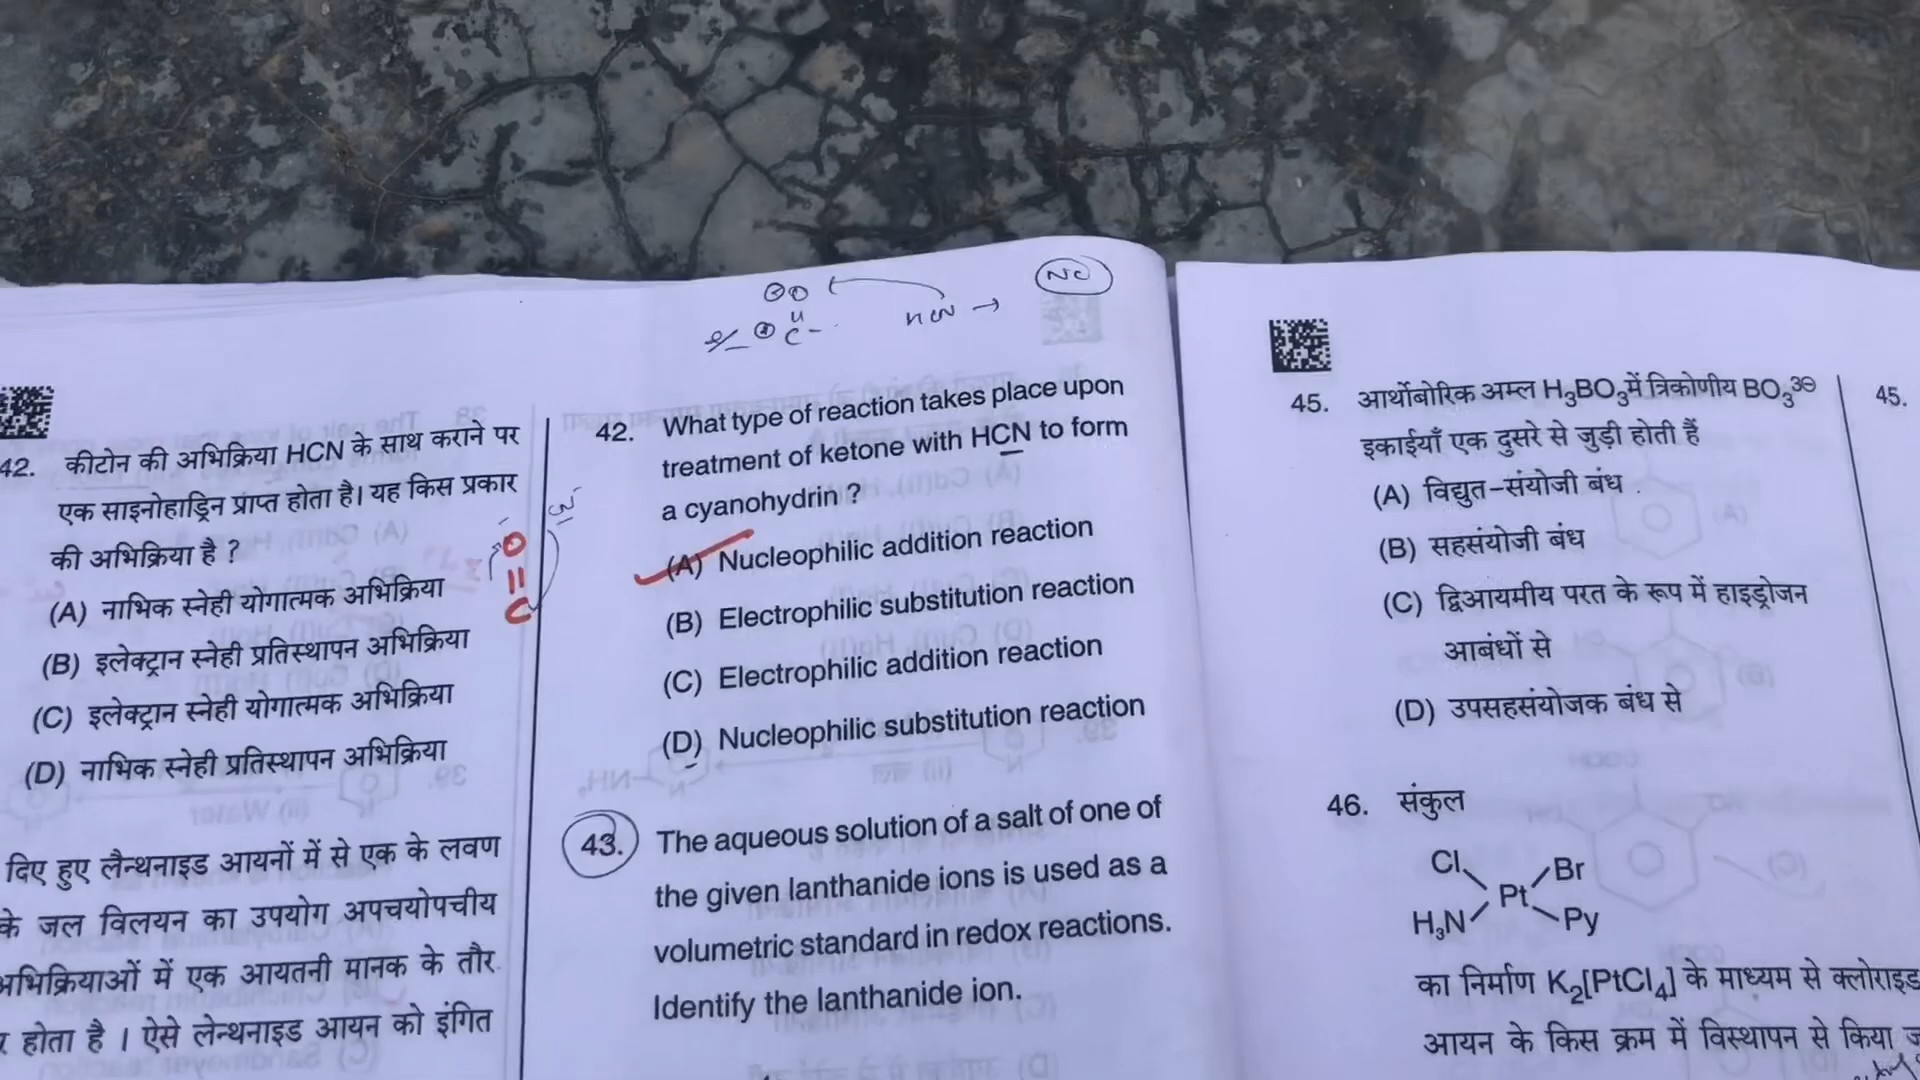 NC
HCN →
42. कीटोन की अभिक्रिया HCN के साथ कराने पर
एक साइनोहाड्रिन प्राप्त होता है। यह किस प्रकार
की अभिक्रिया है ?
(A) नाभिक स्नेही योगात्मक अभिक्रिया
(B) इलेक्ट्रान स्नेही प्रतिस्थापन अभिक्रिया
(C) इलेक्ट्रान स्नेही योगात्मक अभिक्रिया
(D) नाभिक स्नेही प्रतिस्थापन अभिक्रिया
दिए हुए लैन्थनाइड आयनों में से एक के लवण
के जल विलयन का उपयोग अपचयोपचीय
अभिक्रियाओं में एक आयतनी मानक के तौर
होता है । ऐसे लेन्थनाइड आयन को इंगित
O
=
C
42. What type of reaction takes place upon
treatment of ketone with HCN to form
a cyanohydrin ?
(A) Nucleophilic addition reaction
(B) Electrophilic substitution reaction
(C) Electrophilic addition reaction
(D) Nucleophilic substitution reaction
43. The aqueous solution of a salt of one of
the given lanthanide ions is used as a
volumetric standard in redox reactions.
Identify the lanthanide ion.
45. आर्थोबोरिक अम्ल H₃BO₃में त्रिकोणीय BO₃³⊖
इकाईयाँ एक दुसरे से जुड़ी होती हैं
(A) विद्युत-संयोजी बंध .
(B) सहसंयोजी बंध
(C) द्विआयमीय परत के रूप में हाइड्रोजन
आबंधों से
(D) उपसहसंयोजक बंध से
46. संकुल
Cl Br
Pt
H₃N Py
का निर्माण K₂[PtCl₄] के माध्यम से क्लोराइड
आयन के किस क्रम में विस्थापन से किया
45.